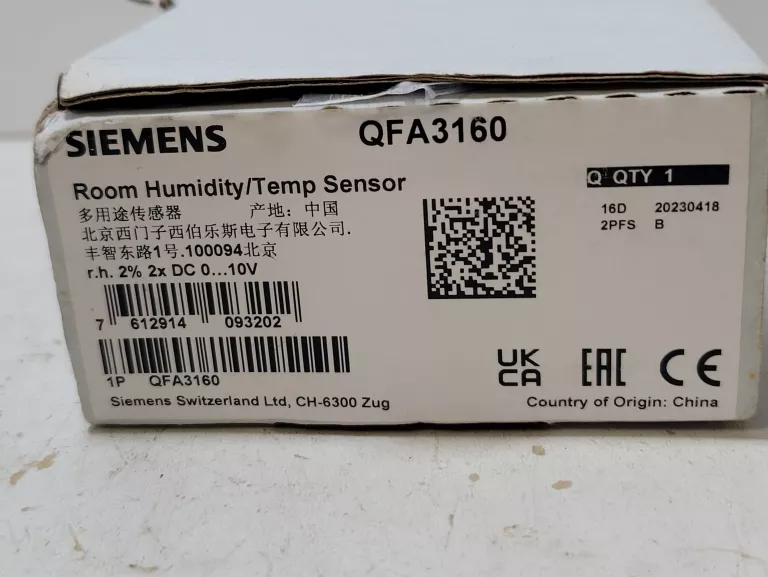 SIEMENS
QFA3160
Room Humidity/Temp Sensor
Q QTY 1
多用途传感器 产地: 中国
16D 20230418
北京西门子西伯乐斯电子有限公司.
2PFS B
丰智东路1号.100094北京
r.h. 2% 2x DC 0...10V
7 612914 093202
1P QFA3160
UK
CA
EAC CE
Siemens Switzerland Ltd, CH-6300 Zug
Country of Origin: China